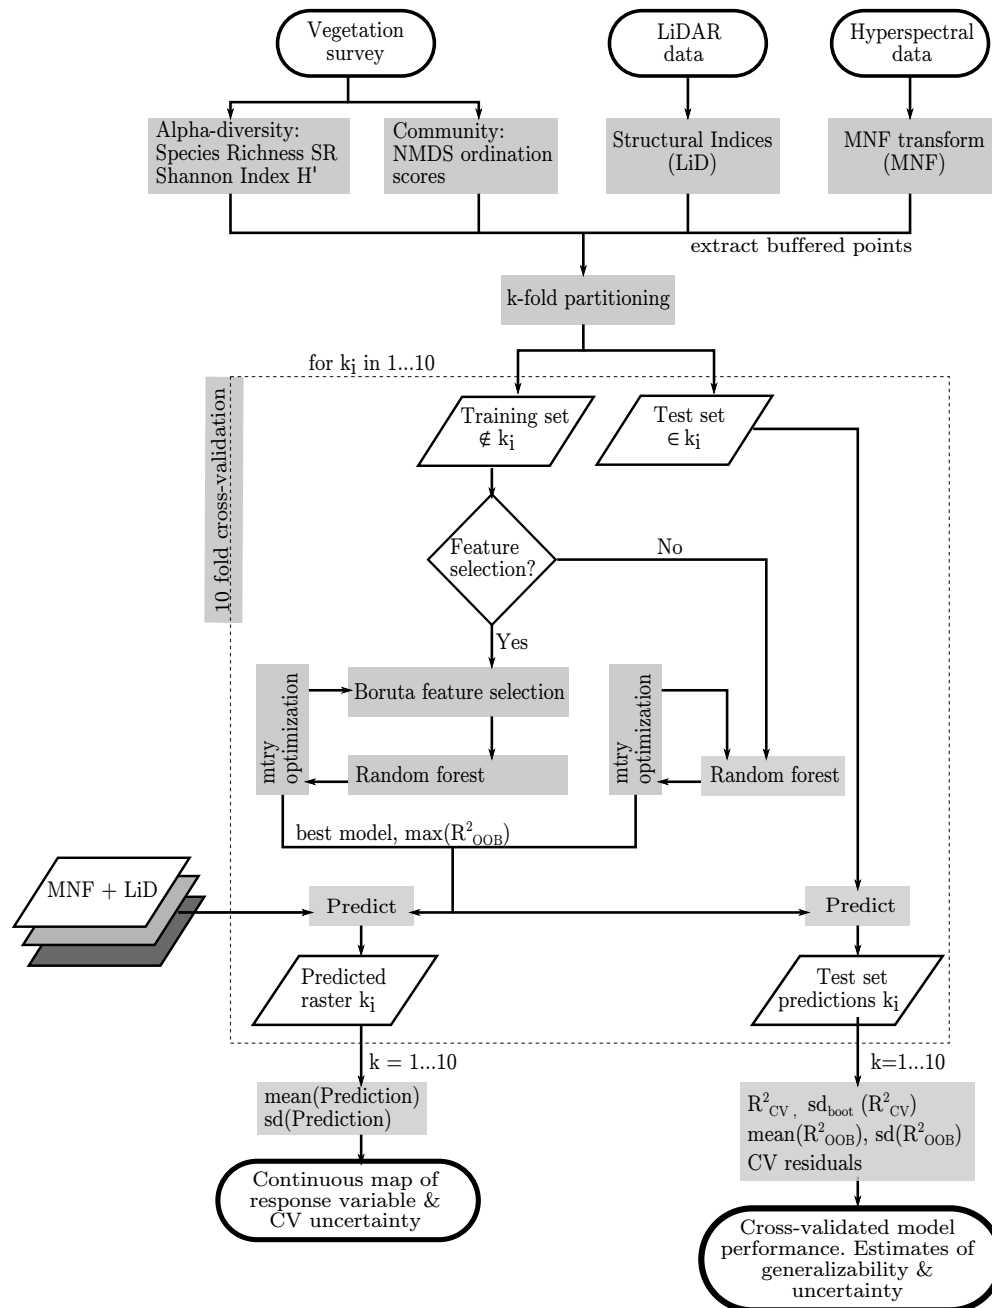 Vegetation
survey
LiDAR
data
Hyperspectral
data
Alpha-diversity:
Species Richness SR
Shannon Index H'
Community:
NMDS ordination
scores
Structural Indices
(LiD)
MNF transform
(MNF)
extract buffered points
k-fold partitioning
for ki in 1...10
10 fold cross-validation
Training set
∉ ki
Test set
∈ ki
Feature
selection?
No
Yes
mtry
optimization
Boruta feature selection
Random forest
mtry
optimization
Random forest
best model, max(R²OOB)
MNF + LiD
Predict
Predict
Predicted
raster ki
Test set
predictions ki
k = 1...10
k=1...10
mean(Prediction)
sd(Prediction)
R²CV, sdboot (R²CV)
mean(R²OOB), sd(R²OOB)
CV residuals
Continuous map of
response variable &
CV uncertainty
Cross-validated model
performance. Estimates of
generalizability &
uncertainty